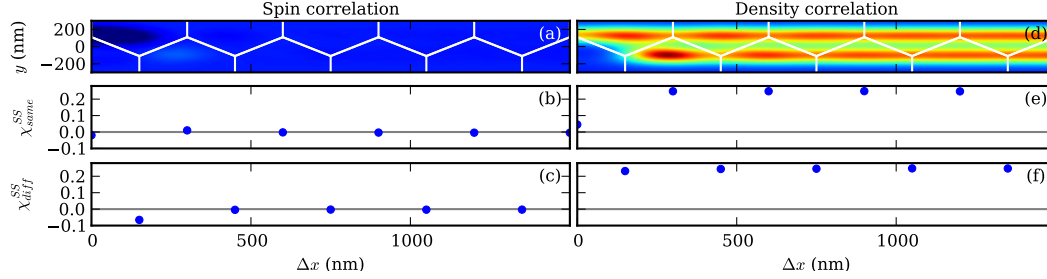 Spin correlation
Density correlation
y (nm)
200
0
−200
(a)
(d)
χ^{SS}_{same}
0.2
0.1
0.0
−0.1
(b)
(e)
χ^{SS}_{diff}
0.2
0.1
0.0
−0.1
(c)
(f)
0 500 1000
0 500 1000
Δx (nm)
Δx (nm)